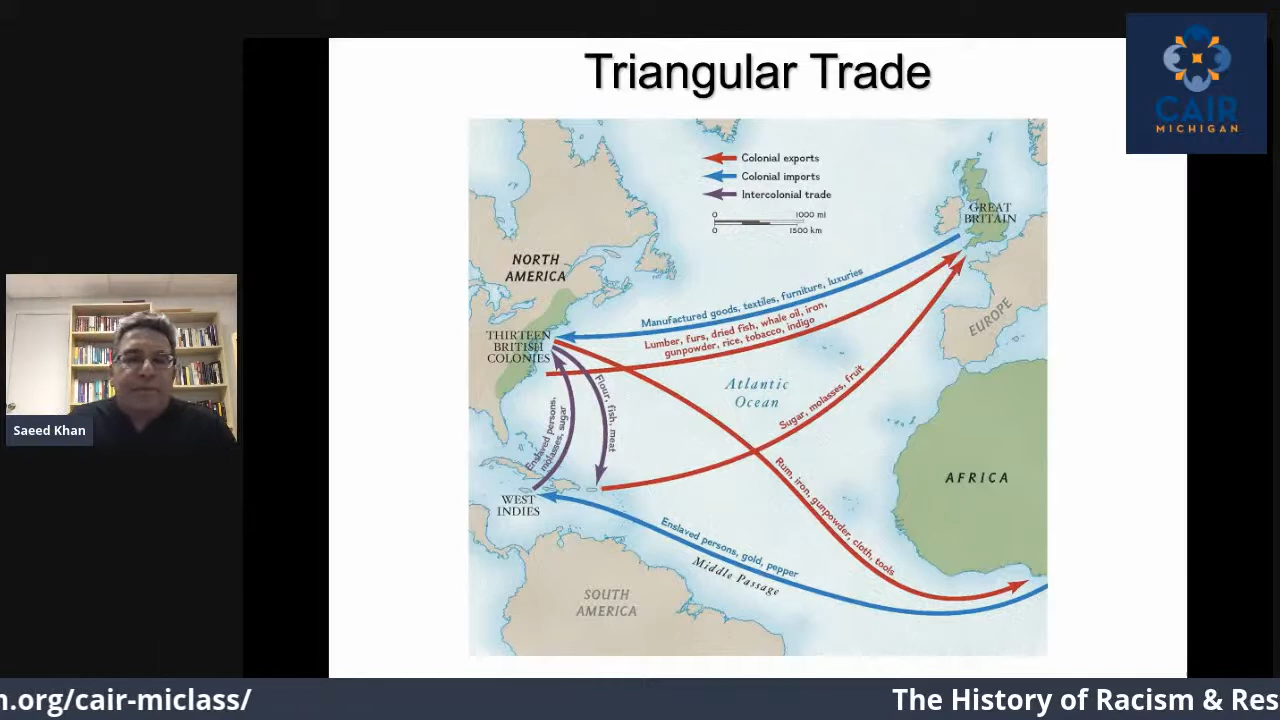 Triangular Trade
CAIR
MICHIGAN
Colonial exports
Colonial imports
Intercolonial trade
0 1000 mi
0 1500 km
GREAT
BRITAIN
NORTH
AMERICA
EUROPE
Manufactured goods, textiles, furniture, luxuries
Lumber, furs, dried fish, whale oil, iron,
gunpowder, rice, tobacco, indigo
THIRTEEN
BRITISH
COLONIES
Atlantic
Ocean
Flour, fish, meat
Sugar, molasses, fruit
Enslaved persons,
molasses, sugar
Saeed Khan
AFRICA
Rum, iron, gunpowder, cloth, tools
WEST
INDIES
Enslaved persons, gold, pepper
Middle Passage
SOUTH
AMERICA
n.org/cair-miclass/
The History of Racism & Res